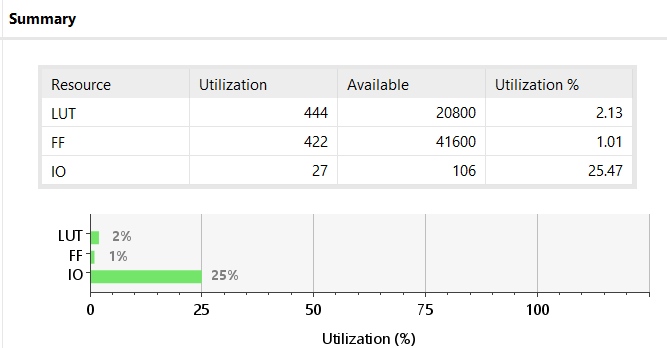 Summary
Resource Utilization Available Utilization %
LUT 444 20800 2.13
FF 422 41600 1.01
IO 27 106 25.47
LUT 2%
FF 1%
IO 25%
0 25 50 75 100
Utilization (%)